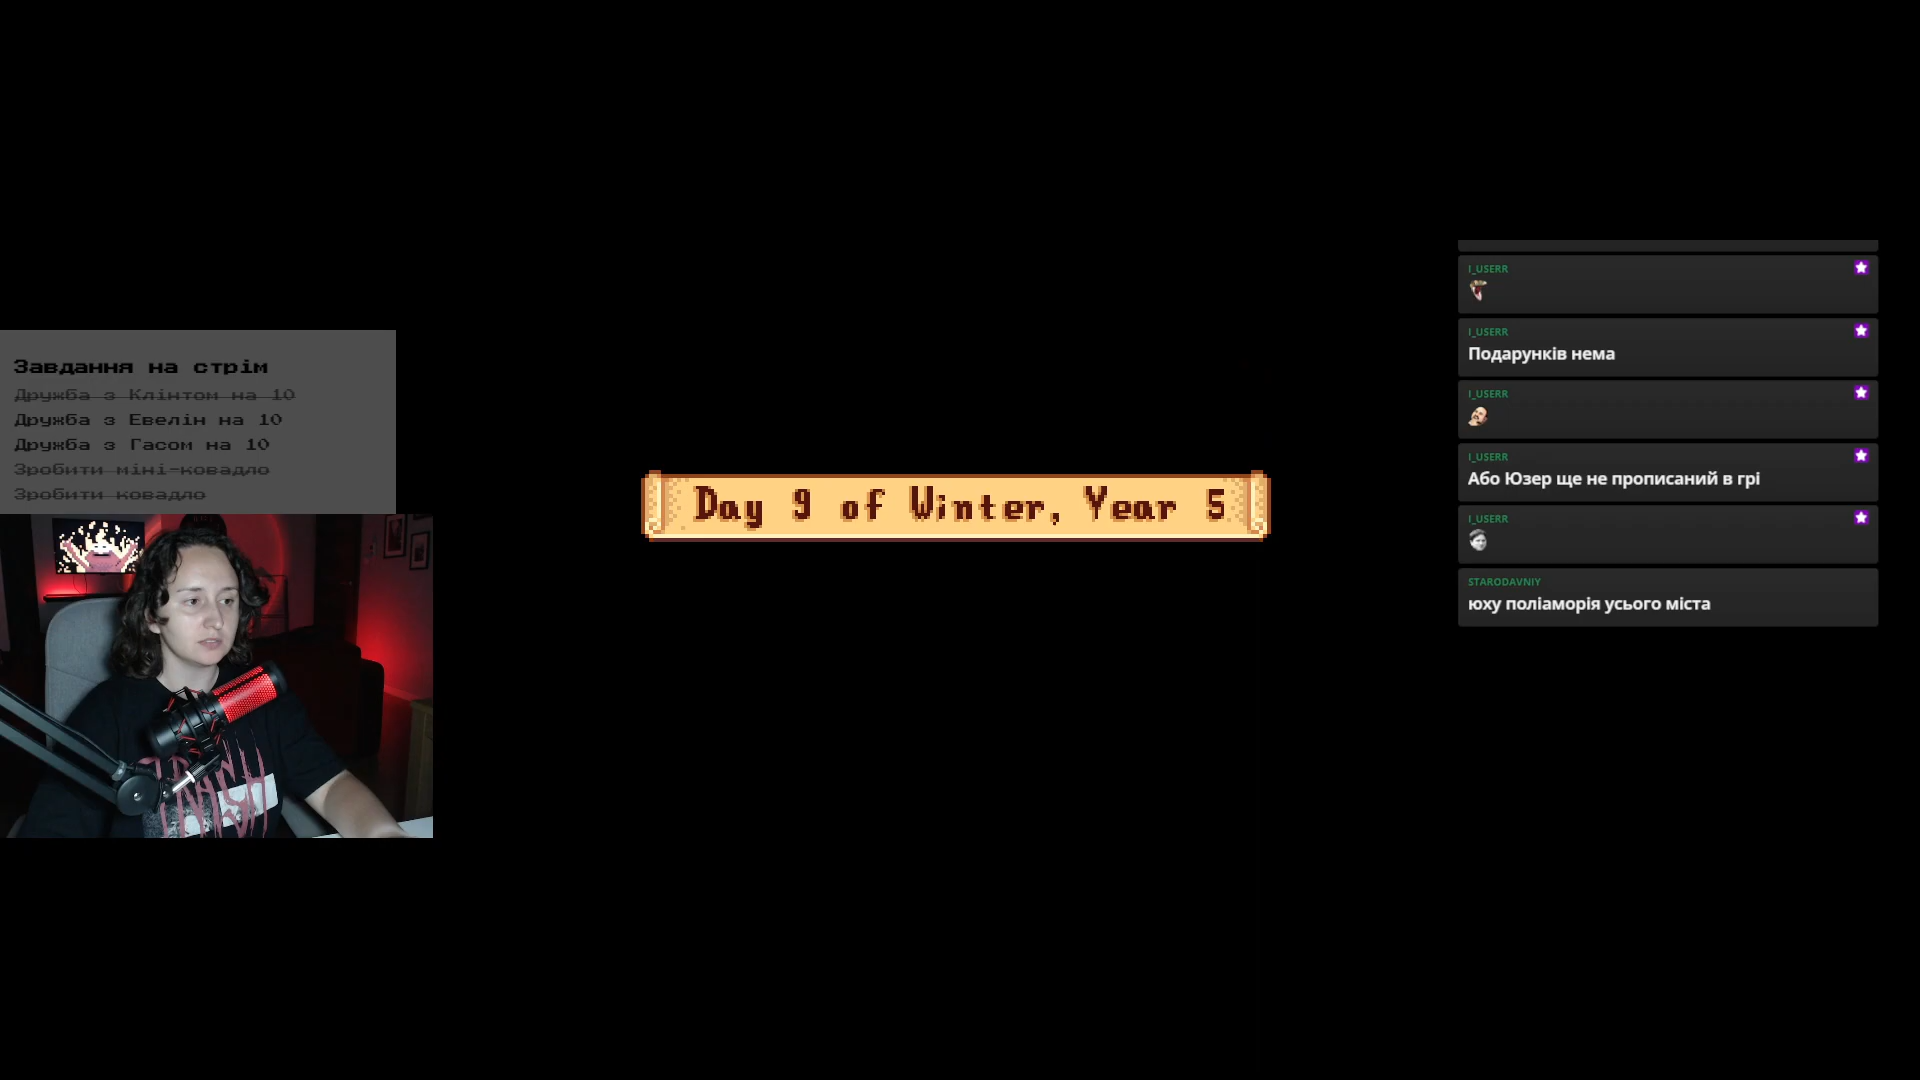 Завдання на стрім
Дружба з Клінтом на 10
Дружба з Евелін на 10
Дружба з Гасом на 10
Зробити міні-ковадло
Зробити ковадло
Day 9 of Winter, Year 5
I_USERR
I_USERR
Подарунків нема
I_USERR
I_USERR
Або Юзер ще не прописаний в грі
I_USERR
STARODAVNIY
юху поліаморія усього міста